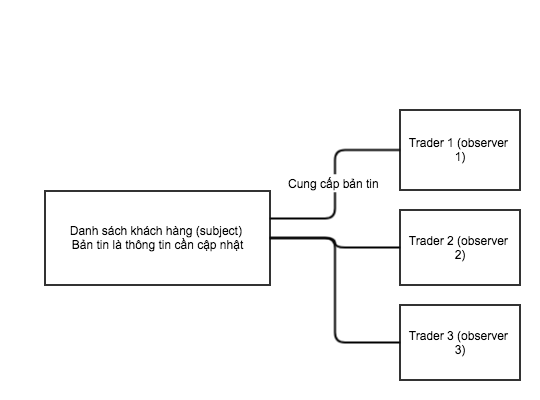 Trader 1 (observer
1)
Cung cấp bản tin
Danh sách khách hàng (subject)
Bản tin là thông tin cần cập nhật
Trader 2 (observer
2)
Trader 3 (observer
3)